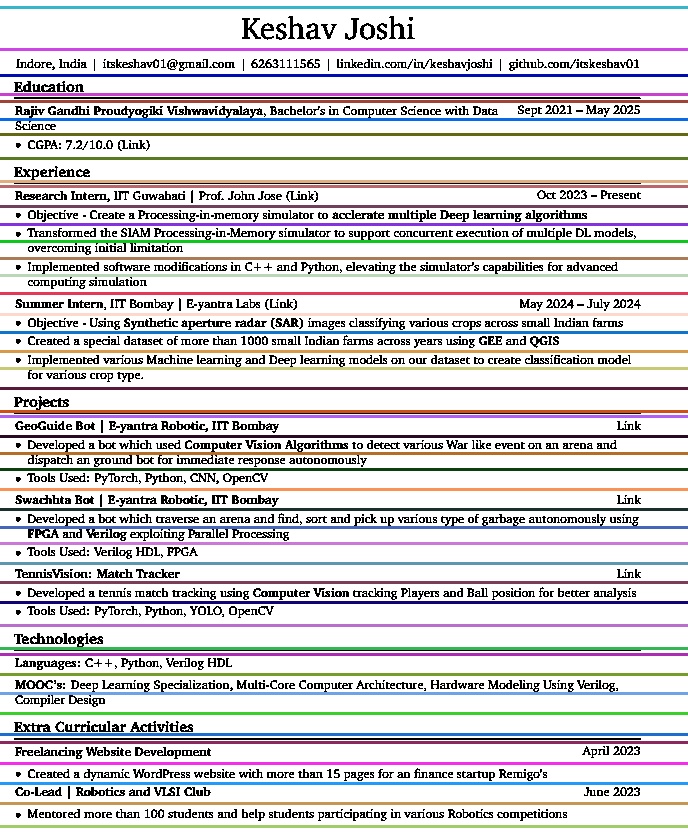 Keshav Joshi
Indore, India | itskeshav01@gmail.com | 6263111565 | linkedin.com/in/keshavjoshi | github.com/itskeshav01
Education
Rajiv Gandhi Proudyogiki Vishwavidyalaya, Bachelor's in Computer Science with Data Sept 2021 – May 2025
Science
• CGPA: 7.2/10.0 (Link)
Experience
Research Intern, IIT Guwahati | Prof. John Jose (Link) Oct 2023 – Present
• Objective - Create a Processing-in-memory simulator to acclerate multiple Deep learning algorithms
• Transformed the SIAM Processing-in-Memory simulator to support concurrent execution of multiple DL models,
overcoming initial limitation
• Implemented software modifications in C++ and Python, elevating the simulator's capabilities for advanced
computing simulation
Summer Intern, IIT Bombay | E-yantra Labs (Link) May 2024 – July 2024
• Objective - Using Synthetic aperture radar (SAR) images classifying various crops across small Indian farms
• Created a special dataset of more than 1000 small Indian farms across years using GEE and QGIS
• Implemented various Machine learning and Deep learning models on our dataset to create classification model
for various crop type.
Projects
GeoGuide Bot | E-yantra Robotic, IIT Bombay Link
• Developed a bot which used Computer Vision Algorithms to detect various War like event on an arena and
dispatch an ground bot for immediate response autonomously
• Tools Used: PyTorch, Python, CNN, OpenCV
Swachhta Bot | E-yantra Robotic, IIT Bombay Link
• Developed a bot which traverse an arena and find, sort and pick up various type of garbage autonomously using
FPGA and Verilog exploiting Parallel Processing
• Tools Used: Verilog HDL, FPGA
TennisVision: Match Tracker Link
• Developed a tennis match tracking using Computer Vision tracking Players and Ball position for better analysis
• Tools Used: PyTorch, Python, YOLO, OpenCV
Technologies
Languages: C++, Python, Verilog HDL
MOOC's: Deep Learning Specialization, Multi-Core Computer Architecture, Hardware Modeling Using Verilog,
Compiler Design
Extra Curricular Activities
Freelancing Website Development April 2023
• Created a dynamic WordPress website with more than 15 pages for an finance startup Remigo's
Co-Lead | Robotics and VLSI Club June 2023
• Mentored more than 100 students and help students participating in various Robotics competitions